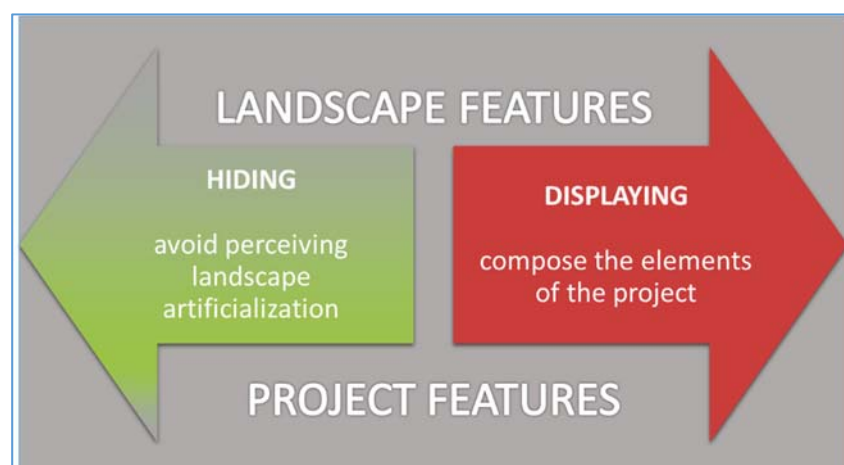 LANDSCAPE FEATURES
HIDING
avoid perceiving
landscape
artificialization
DISPLAYING
compose the elements
of the project
PROJECT FEATURES